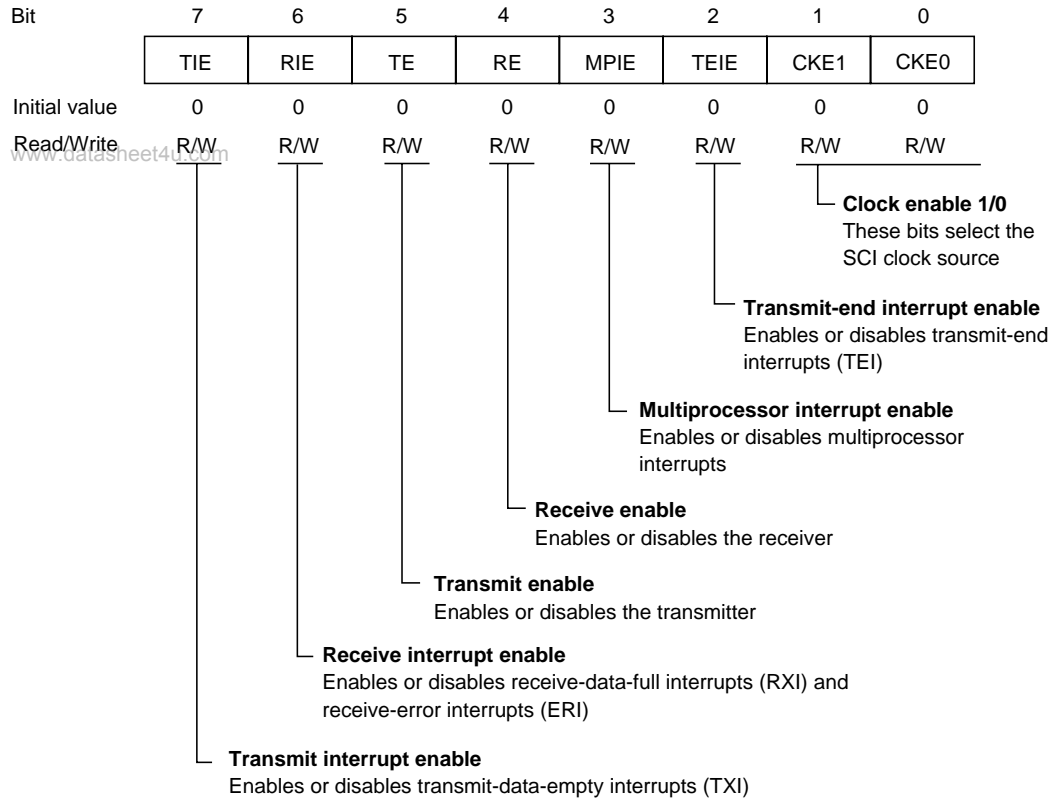 Bit 7 6 5 4 3 2 1 0
TIE RIE TE RE MPIE TEIE CKE1 CKE0
Initial value 0 0 0 0 0 0 0 0
Read/Write R/W R/W R/W R/W R/W R/W R/W R/W
www.datasheet4u.com
Clock enable 1/0
These bits select the
SCI clock source
Transmit-end interrupt enable
Enables or disables transmit-end
interrupts (TEI)
Multiprocessor interrupt enable
Enables or disables multiprocessor
interrupts
Receive enable
Enables or disables the receiver
Transmit enable
Enables or disables the transmitter
Receive interrupt enable
Enables or disables receive-data-full interrupts (RXI) and
receive-error interrupts (ERI)
Transmit interrupt enable
Enables or disables transmit-data-empty interrupts (TXI)